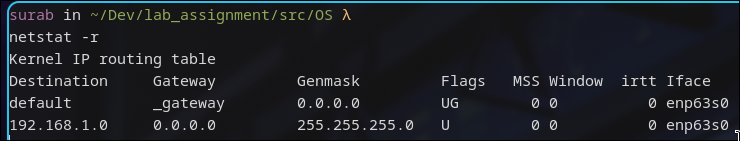 surab in ~/Dev/lab_assignment/src/OS λ
netstat -r
Kernel IP routing table
Destination     Gateway         Genmask         Flags   MSS Window  irtt Iface
default         _gateway        0.0.0.0         UG        0 0          0 enp63s0
192.168.1.0     0.0.0.0         255.255.255.0   U         0 0          0 enp63s0